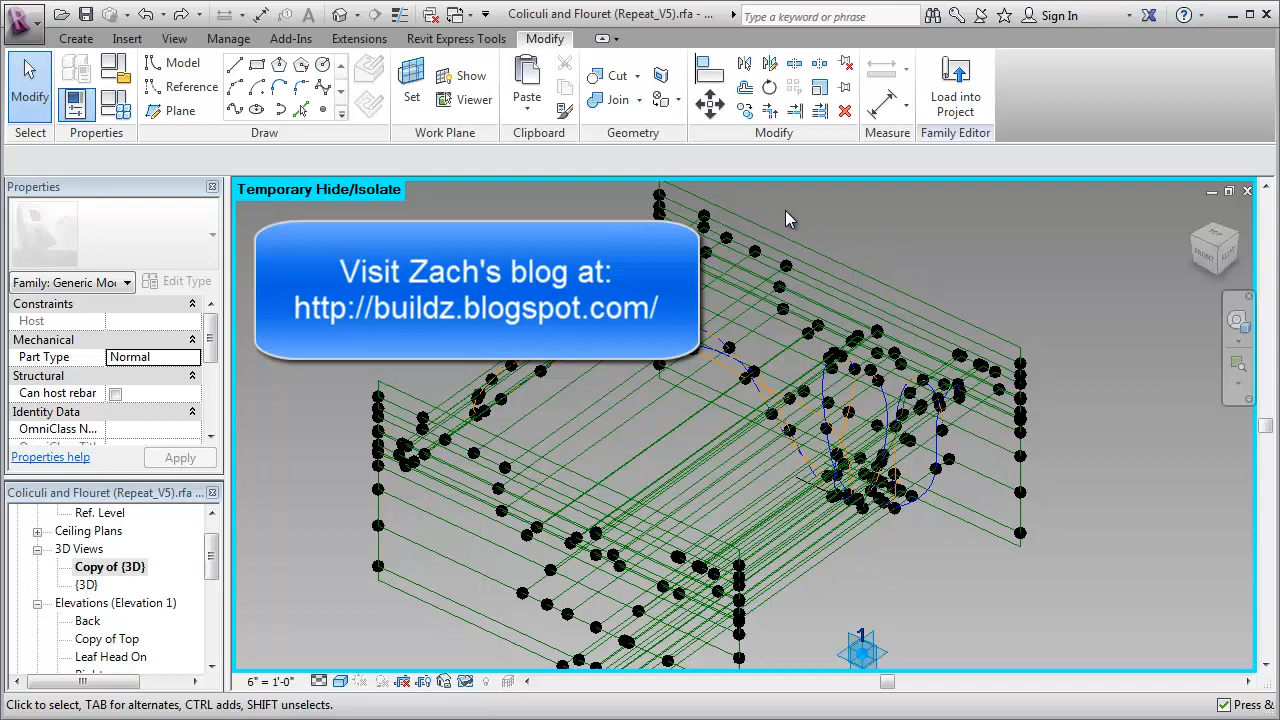 Coliculi and Flouret (Repeat_V5).rfa - ...
Type a keyword or phrase
Sign In
Create
Insert
View
Manage
Add-Ins
Extensions
Revit Express Tools
Modify
Modify
Model
Reference
Plane
Set
Show
Viewer
Paste
Cut
Join
Load into
Project
Select
Properties
Draw
Work Plane
Clipboard
Geometry
Modify
Measure
Family Editor
Properties
Family: Generic Mo
Edit Type
Constraints
Host
Mechanical
Part Type
Normal
Structural
Can host rebar
Identity Data
OmniClass N...
Properties help
Apply
Coliculi and Flouret (Repeat_V5).rfa ...
Ref. Level
Ceiling Plans
3D Views
Copy of {3D}
{3D}
Elevations (Elevation 1)
Back
Copy of Top
Leaf Head On
Temporary Hide/Isolate
Visit Zach's blog at:
http://buildz.blogspot.com/
TOP
1
6" = 1'-0"
Click to select, TAB for alternates, CTRL adds, SHIFT unselects.
Press &